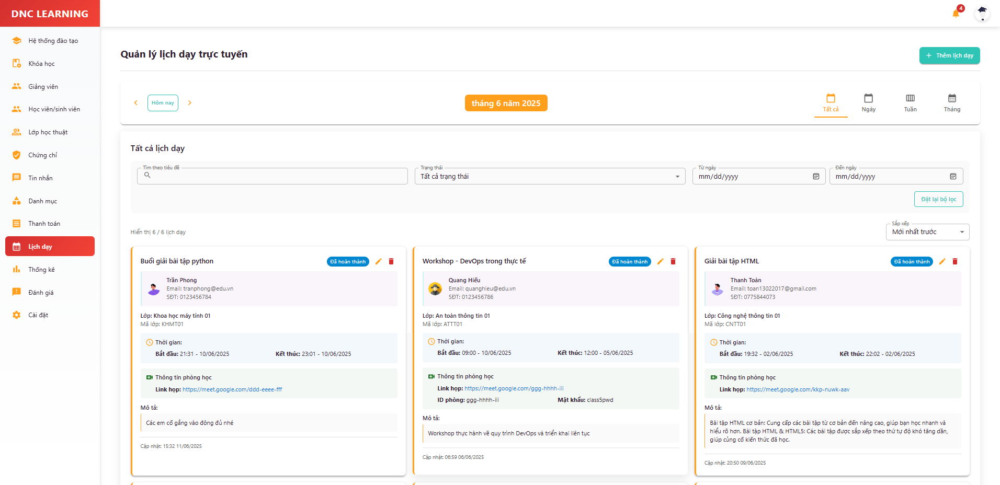 DNC LEARNING
4
Hệ thống đào tạo
Khóa học
Giảng viên
Học viên/sinh viên
Lớp học thuật
Chứng chỉ
Tin nhắn
Danh mục
Thanh toán
Lịch dạy
Thống kê
Đánh giá
Cài đặt
Quản lý lịch dạy trực tuyến
Thêm lịch dạy
Hôm nay
tháng 6 năm 2025
Tất cả
Ngày
Tuần
Tháng
Tất cả lịch dạy
Tìm theo tiêu đề
Trạng thái
Tất cả trạng thái
Từ ngày
mm/dd/yyyy
Đến ngày
mm/dd/yyyy
Đặt lại bộ lọc
Hiển thị 6 / 6 lịch dạy
Sắp xếp
Mới nhất trước
Buổi giải bài tập python
Đã hoàn thành
Trần Phong
Email: tranphong@edu.vn
SĐT: 0123456784
Lớp: Khoa học máy tính 01
Mã lớp: KHMT01
Thời gian:
Bắt đầu: 21:31 - 10/06/2025
Kết thúc: 23:01 - 10/06/2025
Thông tin phòng học
Link họp: https://meet.google.com/ddd-eeee-fff
Mô tả:
Các em cố gắng vào đông đủ nhé
Cập nhật: 15:32 11/06/2025
Workshop - DevOps trong thực tế
Đã hoàn thành
Quang Hiếu
Email: quanghieu@edu.vn
SĐT: 0123456786
Lớp: An toàn thông tin 01
Mã lớp: ATTT01
Thời gian:
Bắt đầu: 09:00 - 10/06/2025
Kết thúc: 12:00 - 05/06/2025
Thông tin phòng học
Link họp: https://meet.google.com/ggg-hhhh-iii
ID phòng: ggg-hhhh-iii
Mật khẩu: class5pwd
Mô tả:
Workshop thực hành về quy trình DevOps và triển khai liên tục
Cập nhật: 06:59 06/06/2025
Giải bài tập HTML
Đã hoàn thành
Thanh Toàn
Email: toan13022017@gmail.com
SĐT: 0775844073
Lớp: Công nghệ thông tin 01
Mã lớp: CNTT01
Thời gian:
Bắt đầu: 19:32 - 02/06/2025
Kết thúc: 22:02 - 02/06/2025
Thông tin phòng học
Link họp: https://meet.google.com/kkp-nuwk-aav
Mô tả:
Bài tập HTML cơ bản: Cung cấp các bài tập từ cơ bản đến nâng cao, giúp bạn học nhanh và
hiểu rõ hơn. Bài tập HTML & HTML5: Các bài tập được sắp xếp theo thứ tự độ khó tăng dần,
giúp củng cố kiến thức đã học.
Cập nhật: 20:50 09/06/2025